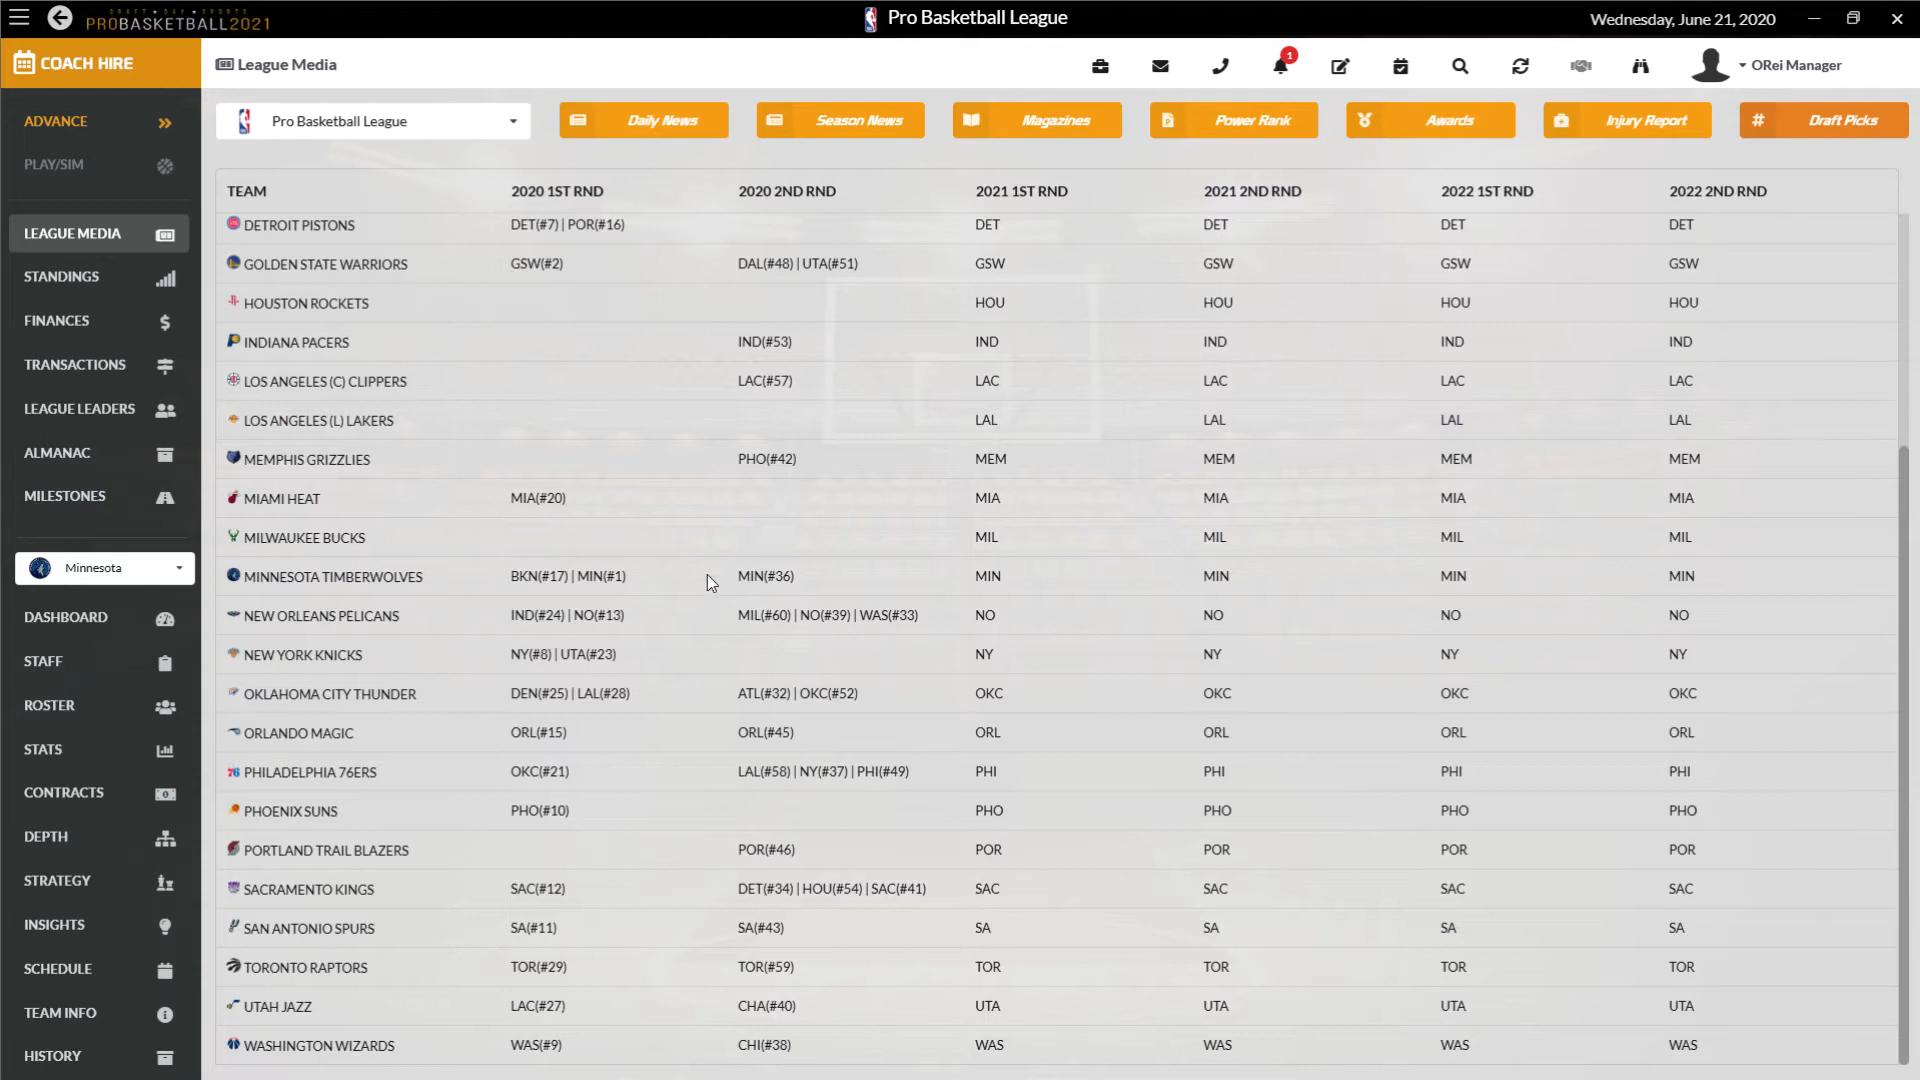 DRAFT • DAY • SPORTS
PROBASKETBALL2021
Pro Basketball League
Wednesday, June 21, 2020
COACH HIRE
League Media
1
ORei Manager
ADVANCE
PLAY/SIM
LEAGUE MEDIA
STANDINGS
FINANCES
TRANSACTIONS
LEAGUE LEADERS
ALMANAC
MILESTONES
Minnesota
DASHBOARD
STAFF
ROSTER
STATS
CONTRACTS
DEPTH
STRATEGY
INSIGHTS
SCHEDULE
TEAM INFO
HISTORY
Pro Basketball League
Daily News
Season News
Magazines
Power Rank
Awards
Injury Report
Draft Picks
TEAM 2020 1ST RND 2020 2ND RND 2021 1ST RND 2021 2ND RND 2022 1ST RND 2022 2ND RND
DETROIT PISTONS DET(#7) | POR(#16) DET DET DET DET
GOLDEN STATE WARRIORS GSW(#2) DAL(#48) | UTA(#51) GSW GSW GSW GSW
HOUSTON ROCKETS HOU HOU HOU HOU
INDIANA PACERS IND(#53) IND IND IND IND
LOS ANGELES (C) CLIPPERS LAC(#57) LAC LAC LAC LAC
LOS ANGELES (L) LAKERS LAL LAL LAL LAL
MEMPHIS GRIZZLIES PHO(#42) MEM MEM MEM MEM
MIAMI HEAT MIA(#20) MIA MIA MIA MIA
MILWAUKEE BUCKS MIL MIL MIL MIL
MINNESOTA TIMBERWOLVES BKN(#17) | MIN(#1) MIN(#36) MIN MIN MIN MIN
NEW ORLEANS PELICANS IND(#24) | NO(#13) MIL(#60) | NO(#39) | WAS(#33) NO NO NO NO
NEW YORK KNICKS NY(#8) | UTA(#23) NY NY NY NY
OKLAHOMA CITY THUNDER DEN(#25) | LAL(#28) ATL(#32) | OKC(#52) OKC OKC OKC OKC
ORLANDO MAGIC ORL(#15) ORL(#45) ORL ORL ORL ORL
PHILADELPHIA 76ERS OKC(#21) LAL(#58) | NY(#37) | PHI(#49) PHI PHI PHI PHI
PHOENIX SUNS PHO(#10) PHO PHO PHO PHO
PORTLAND TRAIL BLAZERS POR(#46) POR POR POR POR
SACRAMENTO KINGS SAC(#12) DET(#34) | HOU(#54) | SAC(#41) SAC SAC SAC SAC
SAN ANTONIO SPURS SA(#11) SA(#43) SA SA SA SA
TORONTO RAPTORS TOR(#29) TOR(#59) TOR TOR TOR TOR
UTAH JAZZ LAC(#27) CHA(#40) UTA UTA UTA UTA
WASHINGTON WIZARDS WAS(#9) CHI(#38) WAS WAS WAS WAS